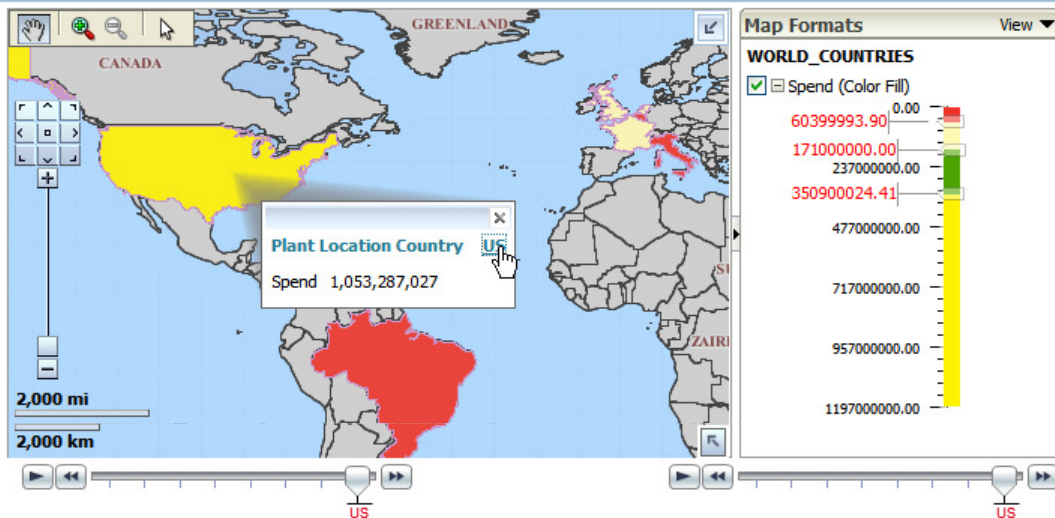 GREENLAND
CANADA
Plant Location Country US
Spend 1,053,287,027
ZAIR
SU
2,000 mi
2,000 km
US
Map Formats View
WORLD_COUNTRIES
Spend (Color Fill)
0.00
60399993.90
171000000.00
237000000.00
350900024.41
477000000.00
717000000.00
957000000.00
1197000000.00
US